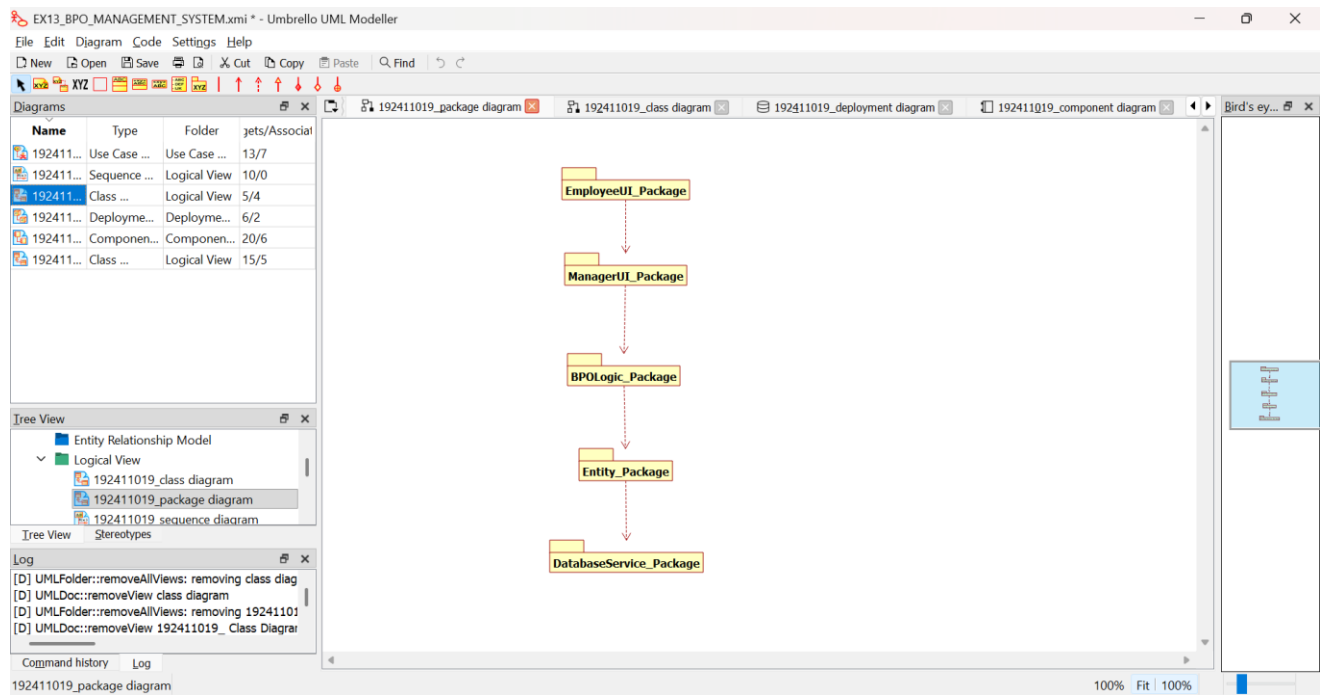 EX13_BPO_MANAGEMENT_SYSTEM.xmi * - Umbrello UML Modeller
File Edit Diagram Code Settings Help
New Open Save Cut Copy Paste Find
XYZ
Diagrams
192411019_package diagram 192411019_class diagram 192411019_deployment diagram 192411019_component diagram
Bird's ey...
Name Type Folder gets/Associat
192411... Use Case ... Use Case ... 13/7
192411... Sequence ... Logical View 10/0
192411... Class ... Logical View 5/4
192411... Deployme... Deployme... 6/2
192411... Componen... Componen... 20/6
192411... Class ... Logical View 15/5
EmployeeUI_Package
ManagerUI_Package
BPOLogic_Package
Entity_Package
DatabaseService_Package
Tree View
Entity Relationship Model
Logical View
192411019_class diagram
192411019_package diagram
192411019_sequence diagram
Tree View Stereotypes
Log
[D] UMLFolder::removeAllViews: removing class diag
[D] UMLDoc::removeView class diagram
[D] UMLFolder::removeAllViews: removing 19241101
[D] UMLDoc::removeView 192411019_ Class Diagrar
Command history Log
192411019_package diagram
100% Fit 100%